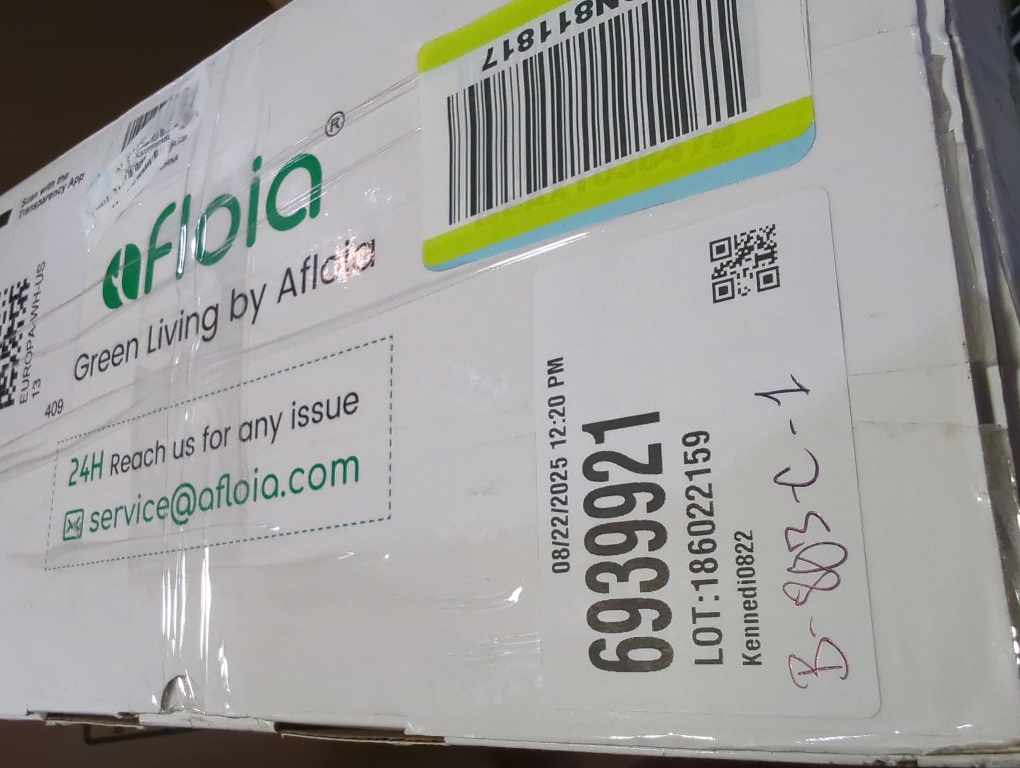 Scan with the
Transparency App
afloia®
Green Living by Afloia
EUROPA-WH-US
13
409
24H Reach us for any issue
service@afloia.com
N811817
08/22/2025 12:20 PM
6939921
LOT:186022159
Kennedi0822
B-803-C-1